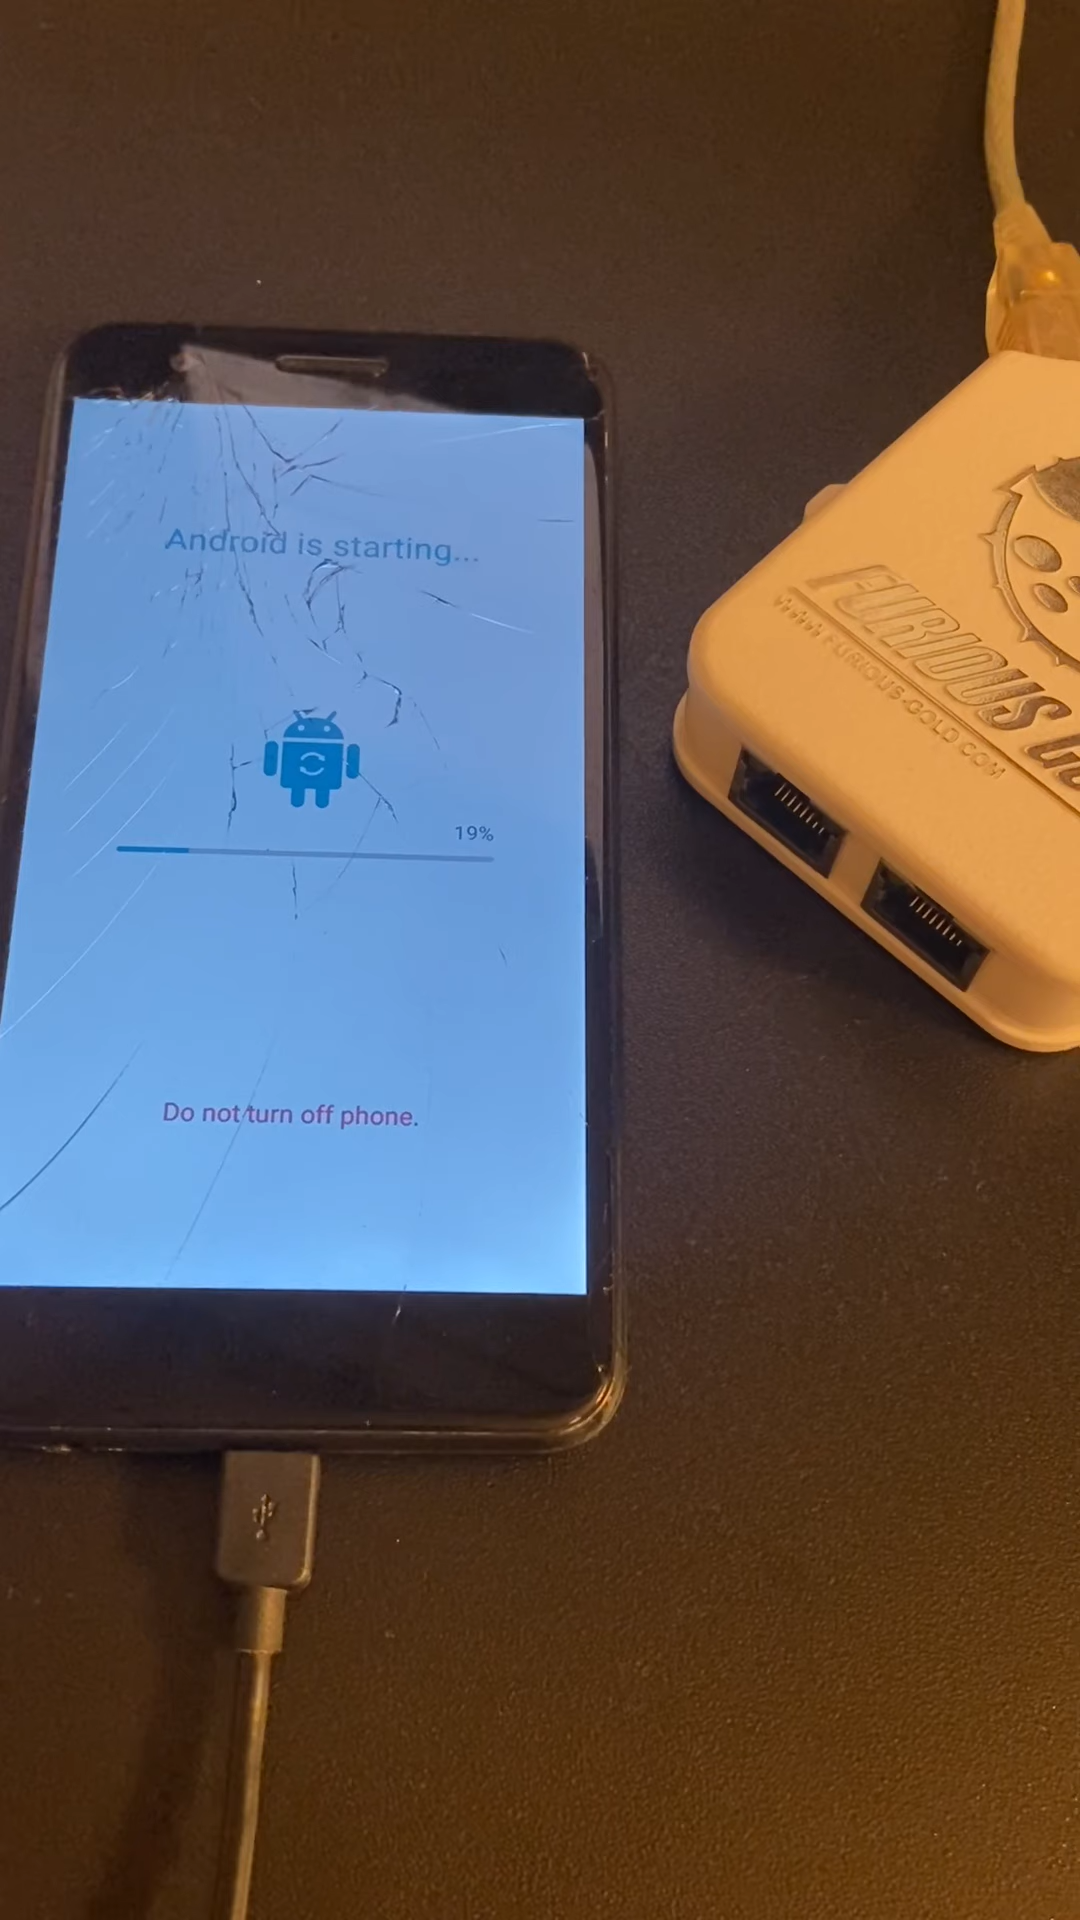 Android is starting...
19%
Do not turn off phone.
FURIOUS
WWW.FURIOUS-GOLD.COM